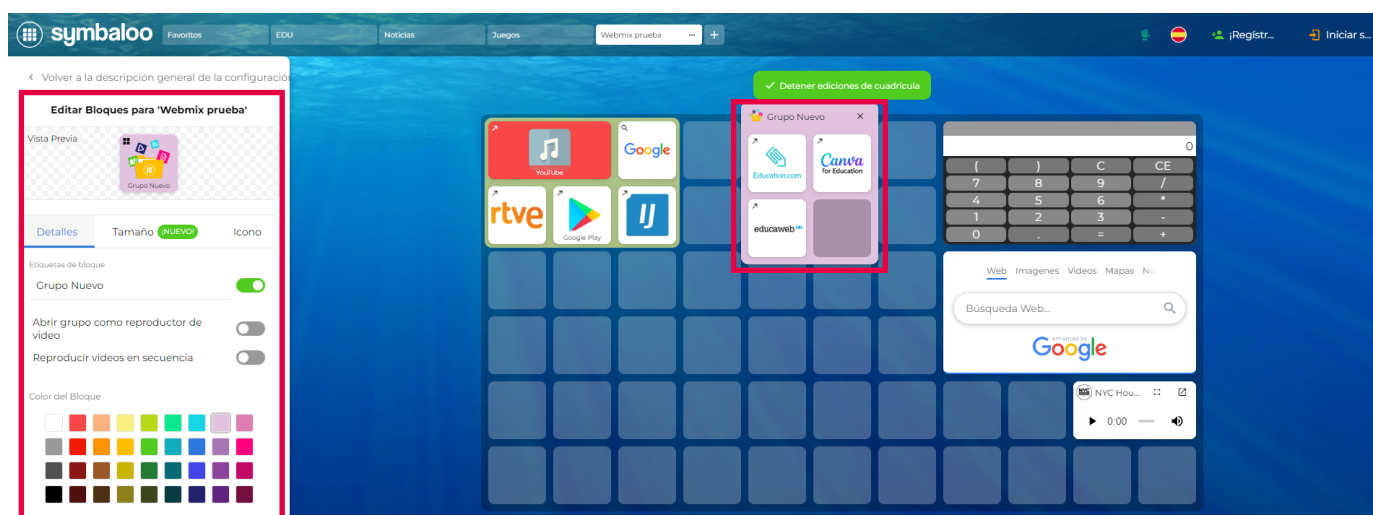 symbaloo
Favoritos
EDU
Noticias
Juegos
Webmix prueba
¡Regístr...
Iniciar s...
Volver a la descripción general de la configuració
Editar Bloques para 'Webmix prueba'
Vista Previa
Grupo Nuevo
Detalles
Tamaño ¡NUEVO!
Icono
Etiquetas de bloque
Grupo Nuevo
Abrir grupo como reproductor de
video
Reproducir videos en secuencia
Color del Bloque
Detener ediciones de cuadrícula
YouTube
Google
rtve
Google Play
IJ
Grupo Nuevo
Education.com
Canva
for Education
educaweb
0
( ) C CE
7 8 9 /
4 5 6 *
1 2 3 -
0 . = +
Web Imagenes Videos Mapas No
Búsqueda Web...
enhanced by
Google
NYC Hou...
0:00